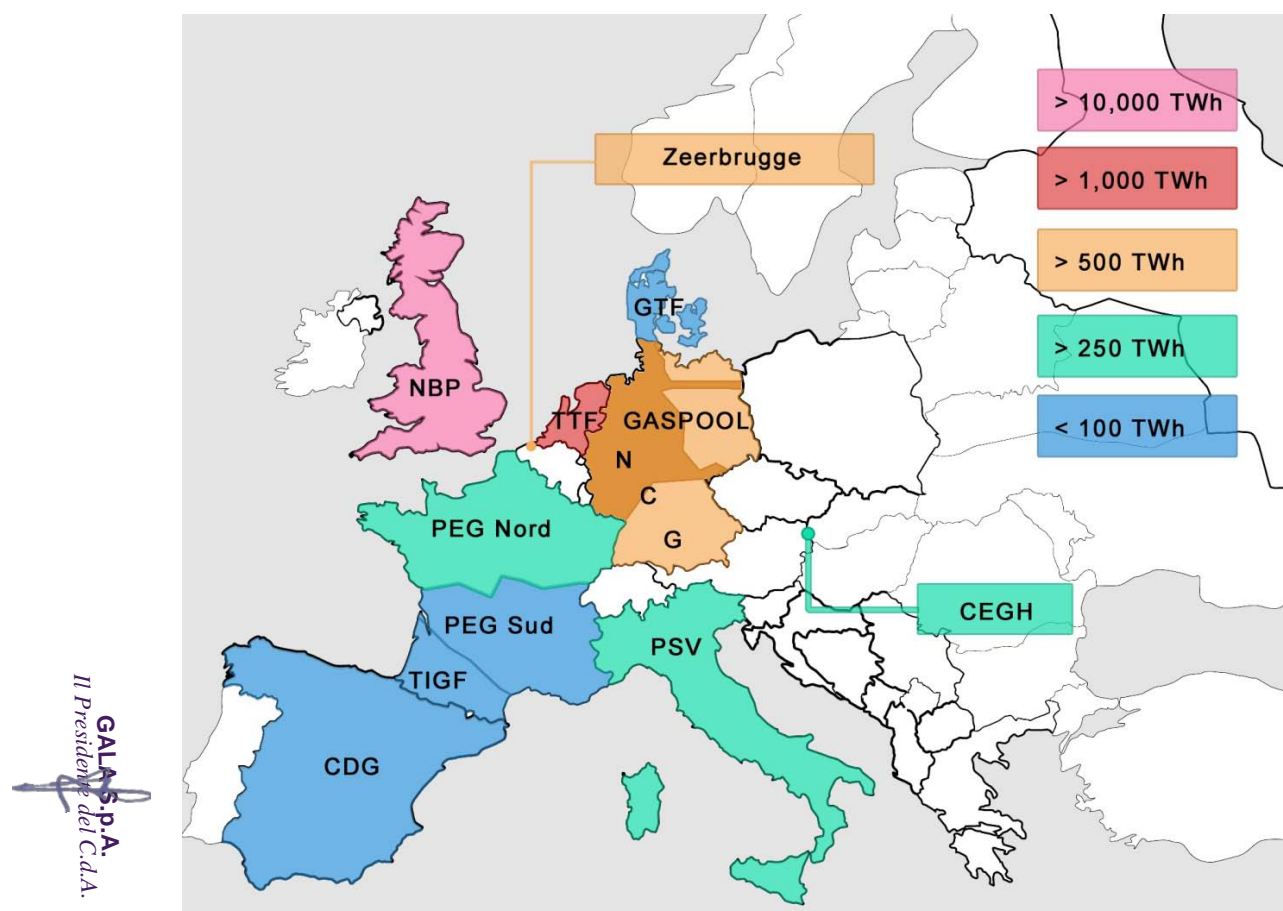 > 10,000 TWh
Zeerbrugge
> 1,000 TWh
> 500 TWh
GTF
> 250 TWh
NBP
TTF
GASPOOL
< 100 TWh
N
C
PEG Nord
G
CEGH
PEG Sud
PSV
TIGF
CDG
GALA S.p.A.
Il Presidente del C.d.A.